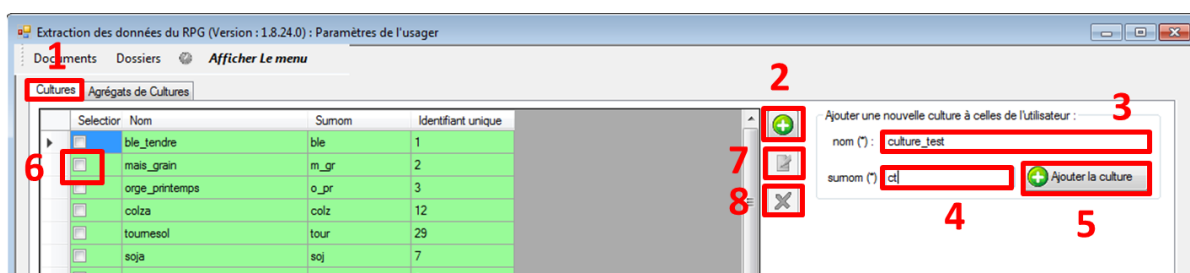 Extraction des données du RPG (Version : 1.8.24.0) : Paramètres de l'usager
Documents Dossiers Afficher Le menu
1
2
Cultures Agrégats de Cultures
3
Selection Nom Surnom Identifiant unique
Ajouter une nouvelle culture à celles de l'utilisateur :
ble_tendre ble 1
nom (*) : culture_test
6
mais_grain m_gr 2
7
orge_printemps o_pr 3
surnom (*) ct Ajouter la culture
8
colza colz 12
4
5
tournesol tour 29
soja soj 7